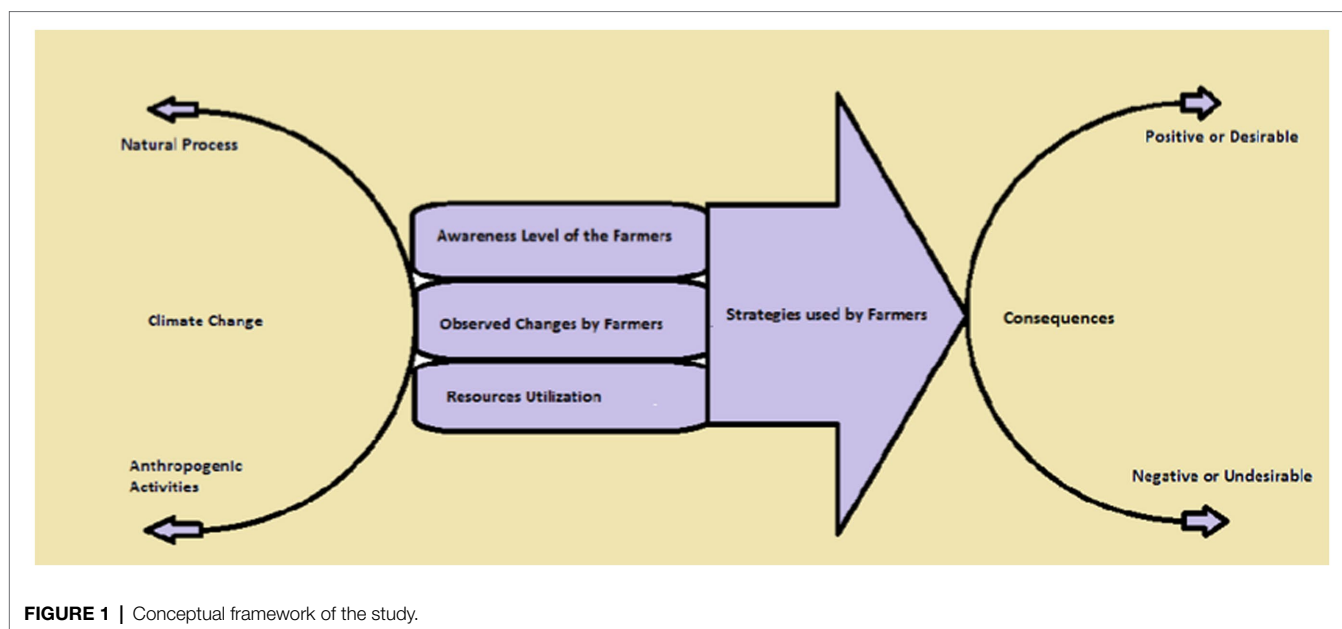 Natural Process
Climate Change
Anthropogenic
Activities
Awareness Level of the Farmers
Observed Changes by Farmers
Resources Utilization
Strategies used by Farmers
Consequences
Positive or Desirable
Negative or Undesirable
FIGURE 1 | Conceptual framework of the study.